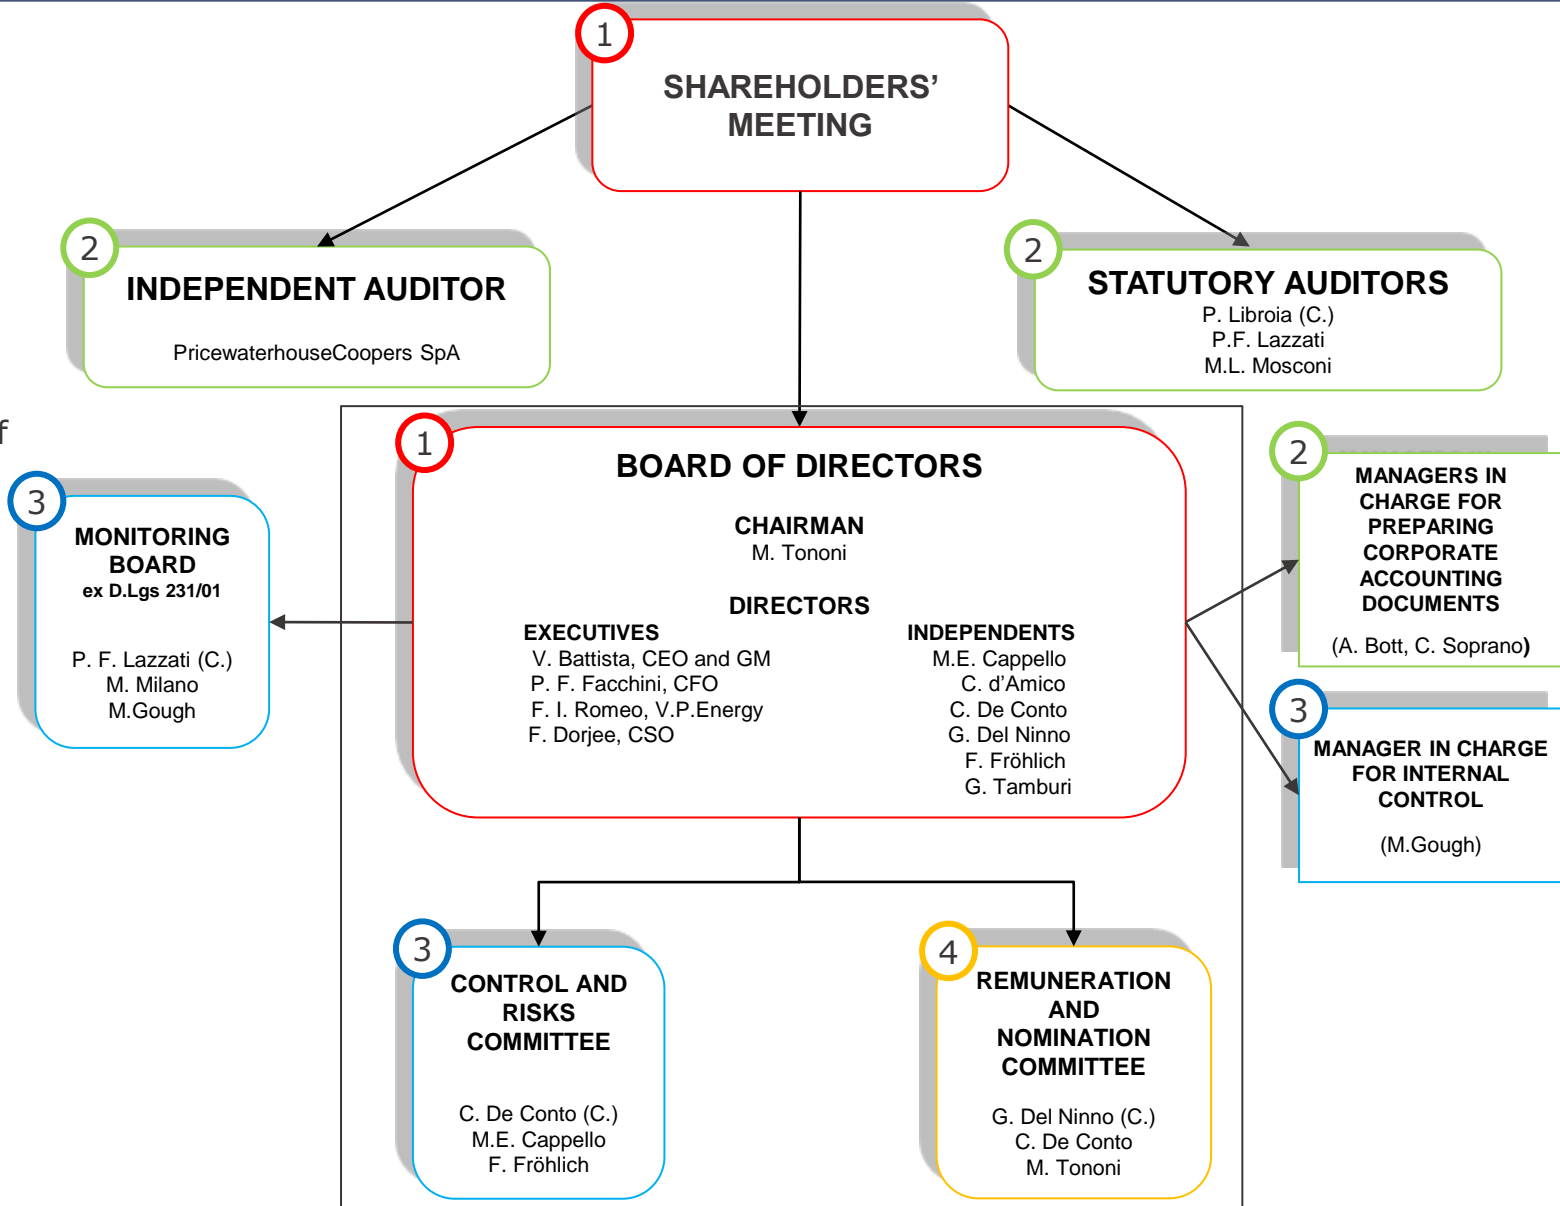 1
SHAREHOLDERS’
MEETING
2
INDEPENDENT AUDITOR
PricewaterhouseCoopers SpA
2
STATUTORY AUDITORS
P. Libroia (C.)
P.F. Lazzati
M.L. Mosconi
f
3
MONITORING
BOARD
ex D.Lgs 231/01
P. F. Lazzati (C.)
M. Milano
M.Gough
1
BOARD OF DIRECTORS
CHAIRMAN
M. Tononi
DIRECTORS
EXECUTIVES
V. Battista, CEO and GM
P. F. Facchini, CFO
F. I. Romeo, V.P.Energy
F. Dorjee, CSO
INDEPENDENTS
M.E. Cappello
C. d’Amico
C. De Conto
G. Del Ninno
F. Fröhlich
G. Tamburi
2
MANAGERS IN
CHARGE FOR
PREPARING
CORPORATE
ACCOUNTING
DOCUMENTS
(A. Bott, C. Soprano)
3
MANAGER IN CHARGE
FOR INTERNAL
CONTROL
(M.Gough)
3
CONTROL AND
RISKS
COMMITTEE
C. De Conto (C.)
M.E. Cappello
F. Fröhlich
4
REMUNERATION
AND
NOMINATION
COMMITTEE
G. Del Ninno (C.)
C. De Conto
M. Tononi